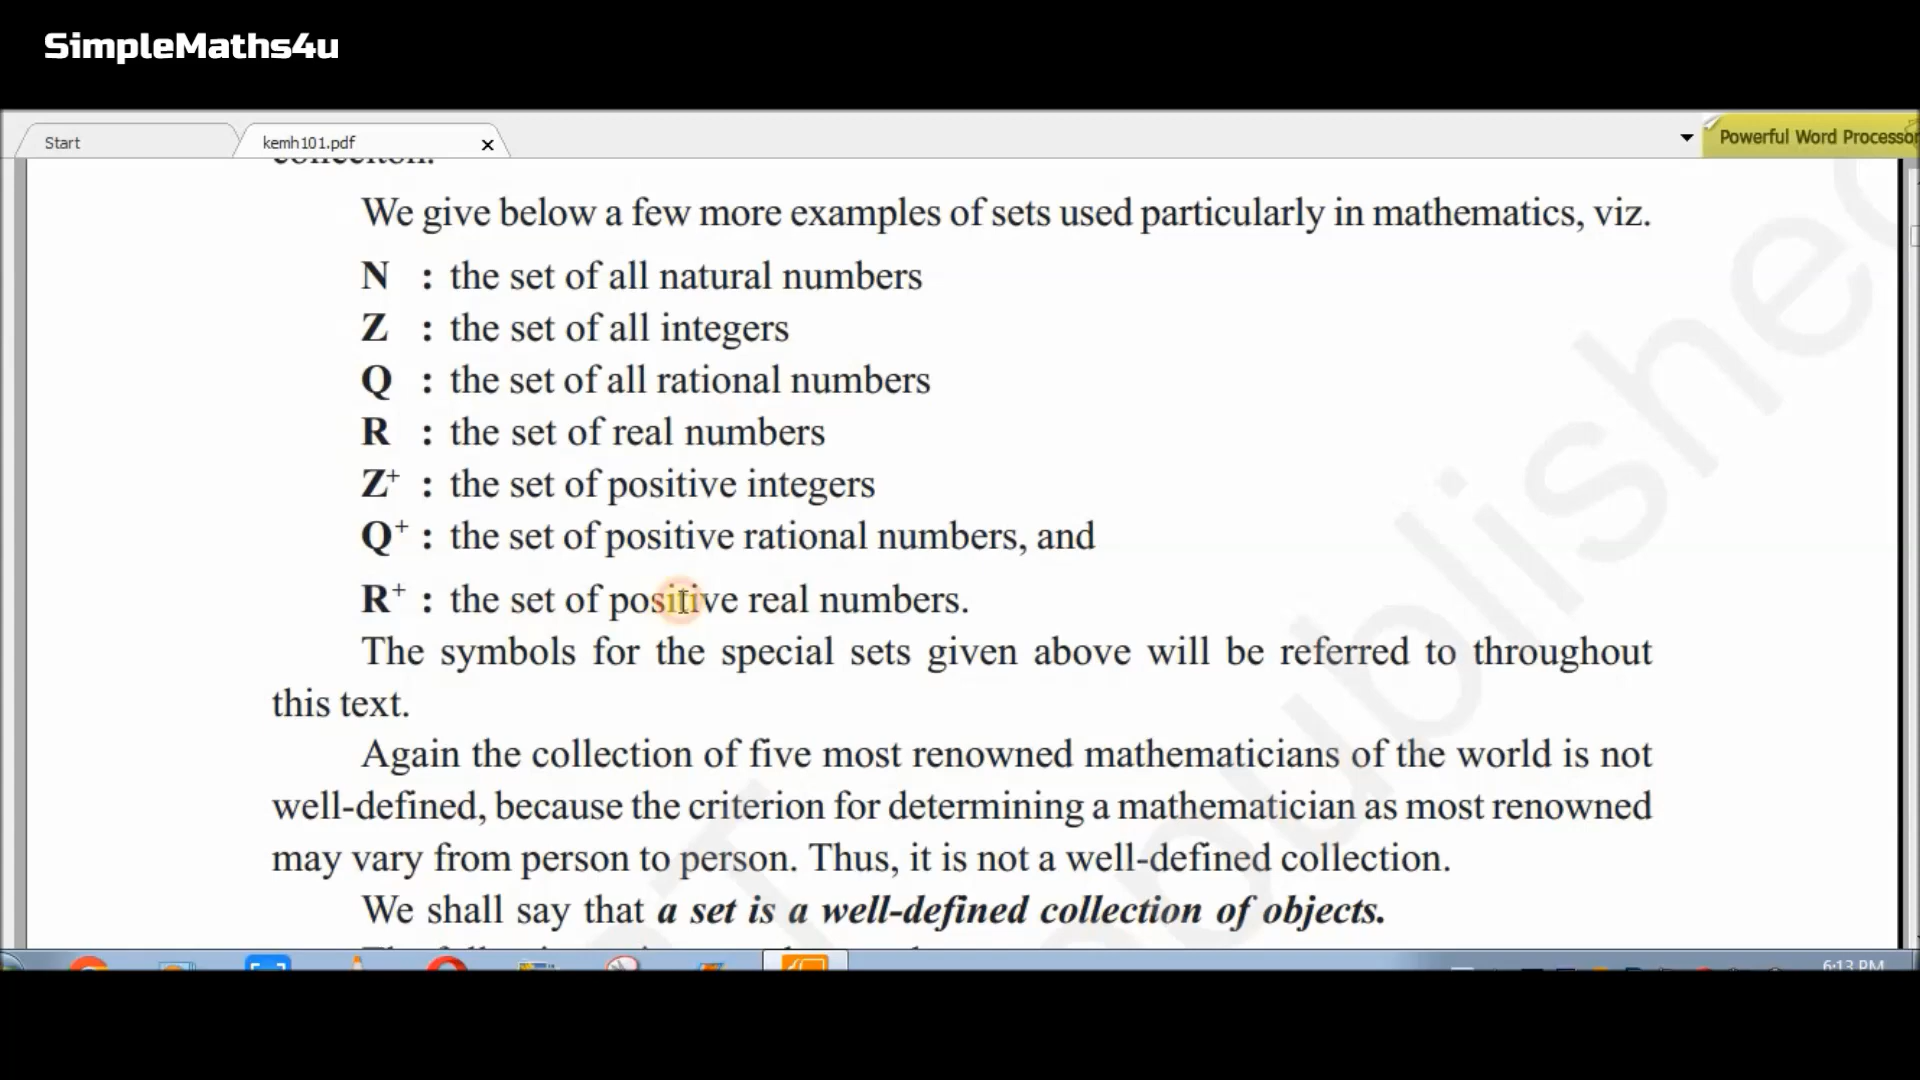 SimpleMaths4u
Start
kemh101.pdf
Powerful Word Processor
We give below a few more examples of sets used particularly in mathematics, viz.
N : the set of all natural numbers
Z : the set of all integers
Q : the set of all rational numbers
R : the set of real numbers
Z+ : the set of positive integers
Q+ : the set of positive rational numbers, and
R+ : the set of positive real numbers.
The symbols for the special sets given above will be referred to throughout
this text.
Again the collection of five most renowned mathematicians of the world is not
well-defined, because the criterion for determining a mathematician as most renowned
may vary from person to person. Thus, it is not a well-defined collection.
We shall say that a set is a well-defined collection of objects.
6:13 PM